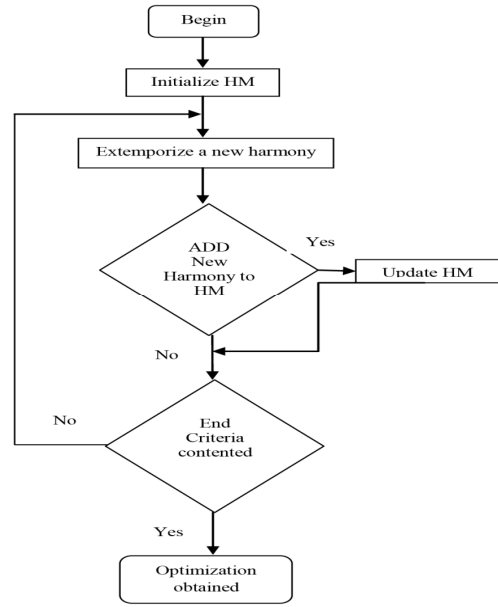 Begin
Initialize HM
Extemporize a new harmony
ADD
New
Harmony to
HM
Yes
Update HM
No
End
Criteria
contented
No
Yes
Optimization
obtained